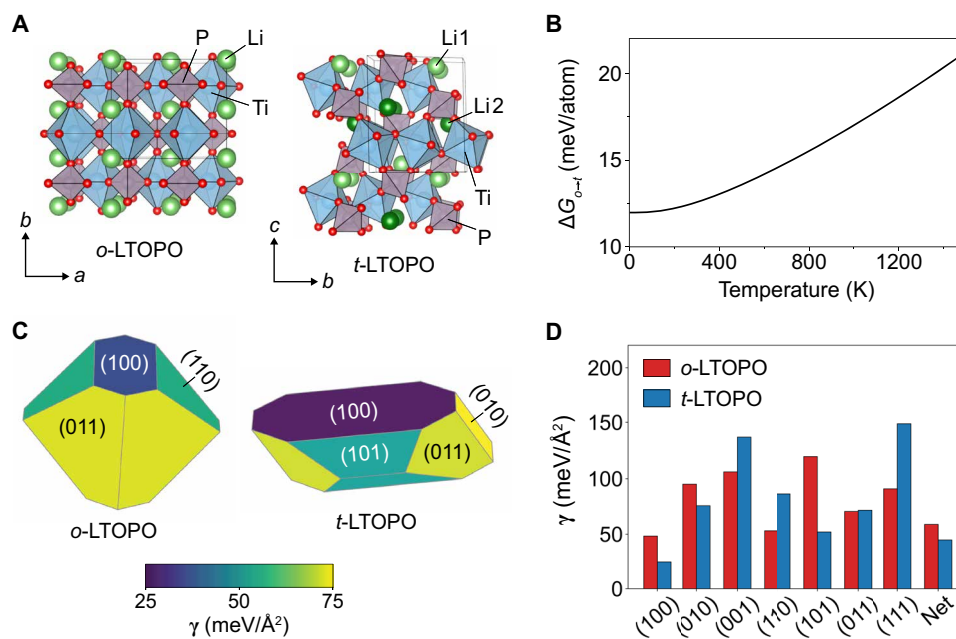 A
P
Li
Ti
b
a
o-LTOPO
Li1
Li2
Ti
P
c
b
t-LTOPO
B
ΔG o→t (meV/atom)
20
15
10
0 400 800 1200
Temperature (K)
C
(100)
(110)
(011)
o-LTOPO
(100)
(010)
(101)
(011)
t-LTOPO
25 50 75
γ (meV/Å²)
D
γ (meV/Å²)
200
150
100
50
0
o-LTOPO
t-LTOPO
(100) (010) (001) (110) (101) (011) (111) Net